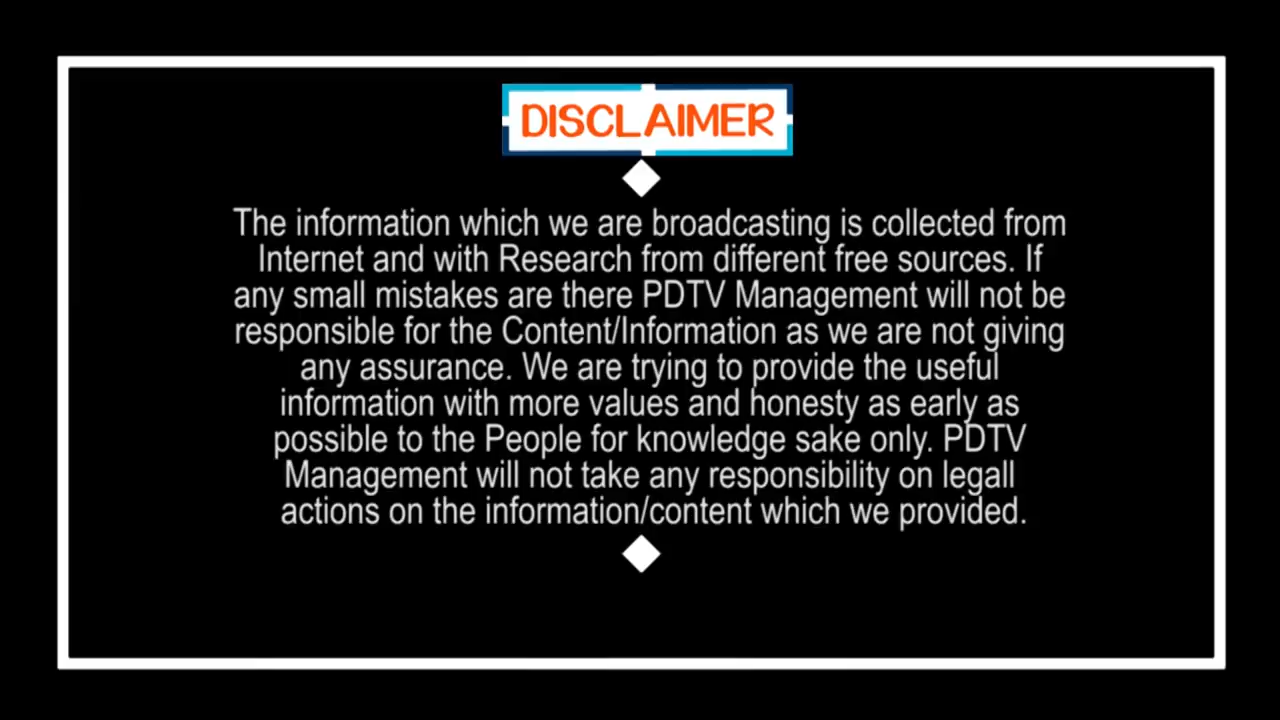 DISCLAIMER
The information which we are broadcasting is collected from
Internet and with Research from different free sources. If
any small mistakes are there PDTV Management will not be
responsible for the Content/Information as we are not giving
any assurance. We are trying to provide the useful
information with more values and honesty as early as
possible to the People for knowledge sake only. PDTV
Management will not take any responsibility on legall
actions on the information/content which we provided.